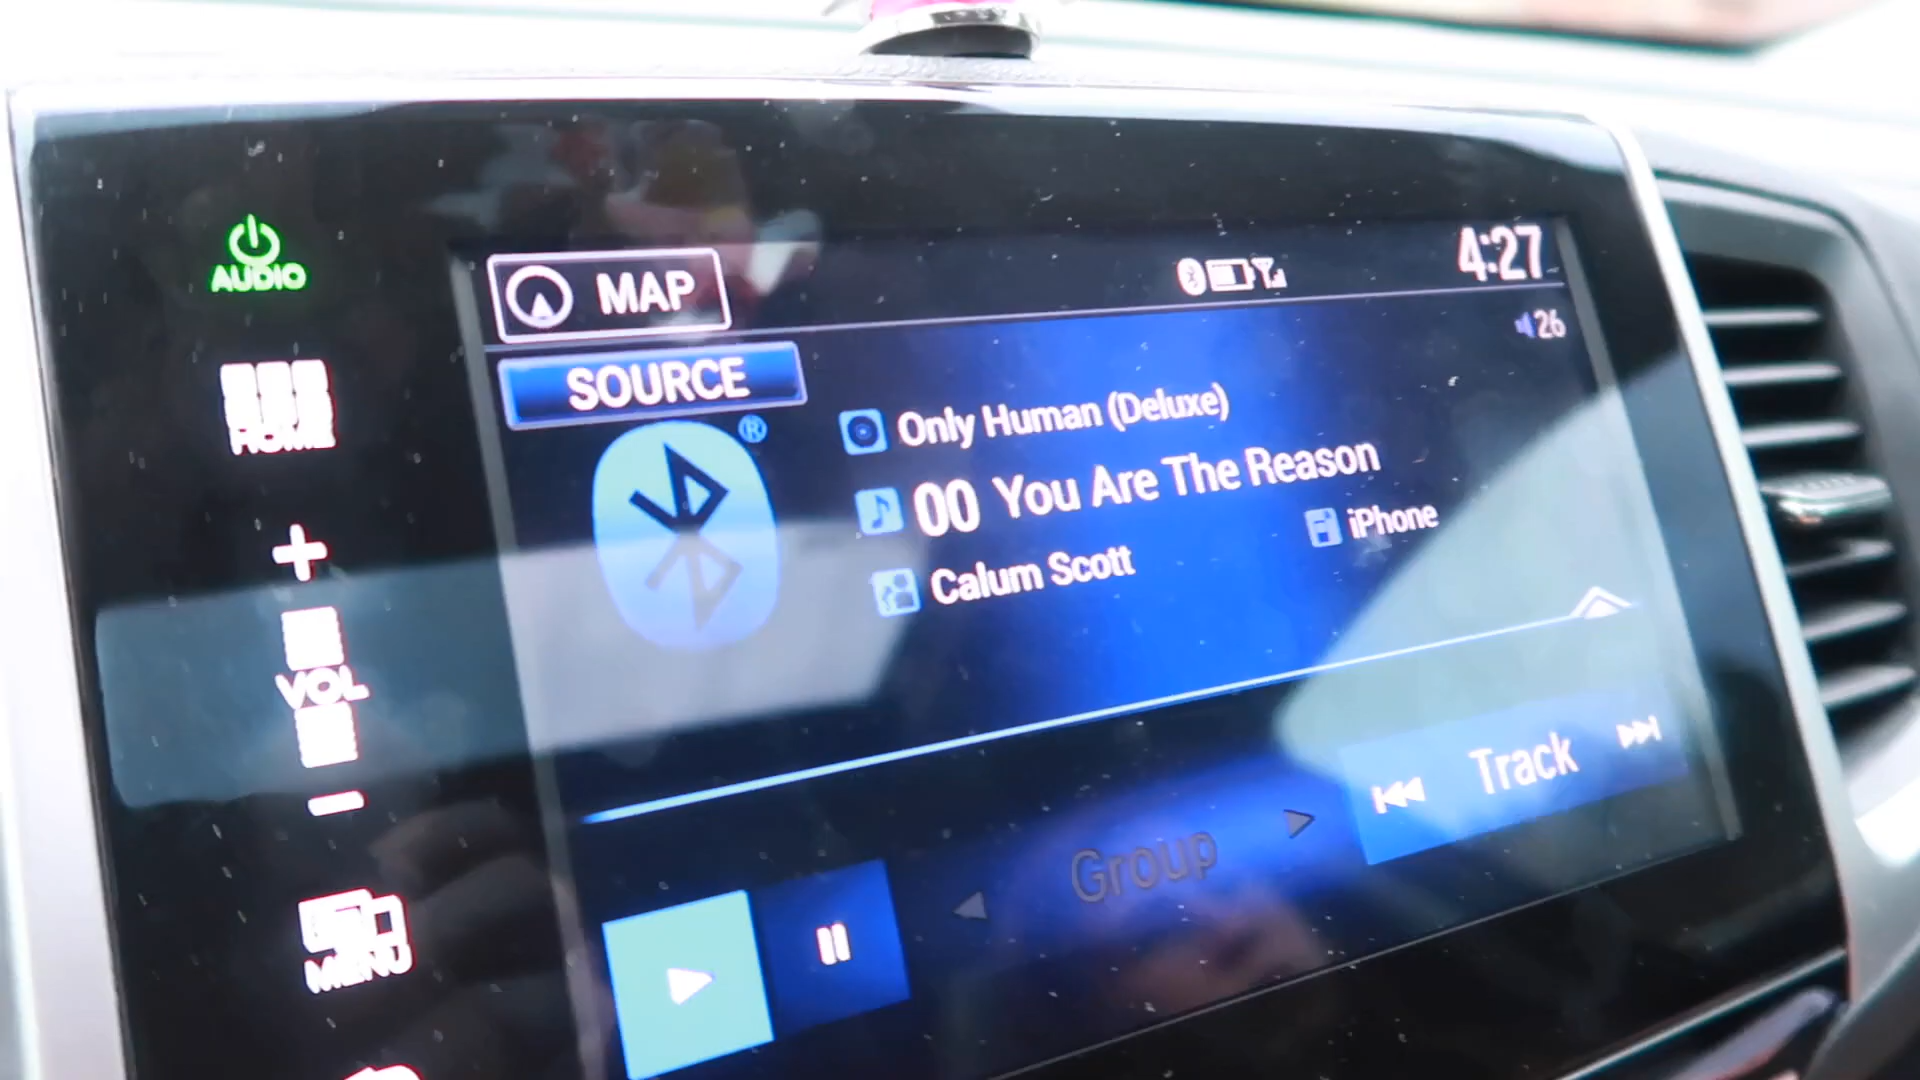 AUDIO
HOME
+
VOL
-
MENU
MAP
4:27
26
SOURCE
®
Only Human (Deluxe)
00 You Are The Reason
iPhone
Calum Scott
Group
Track